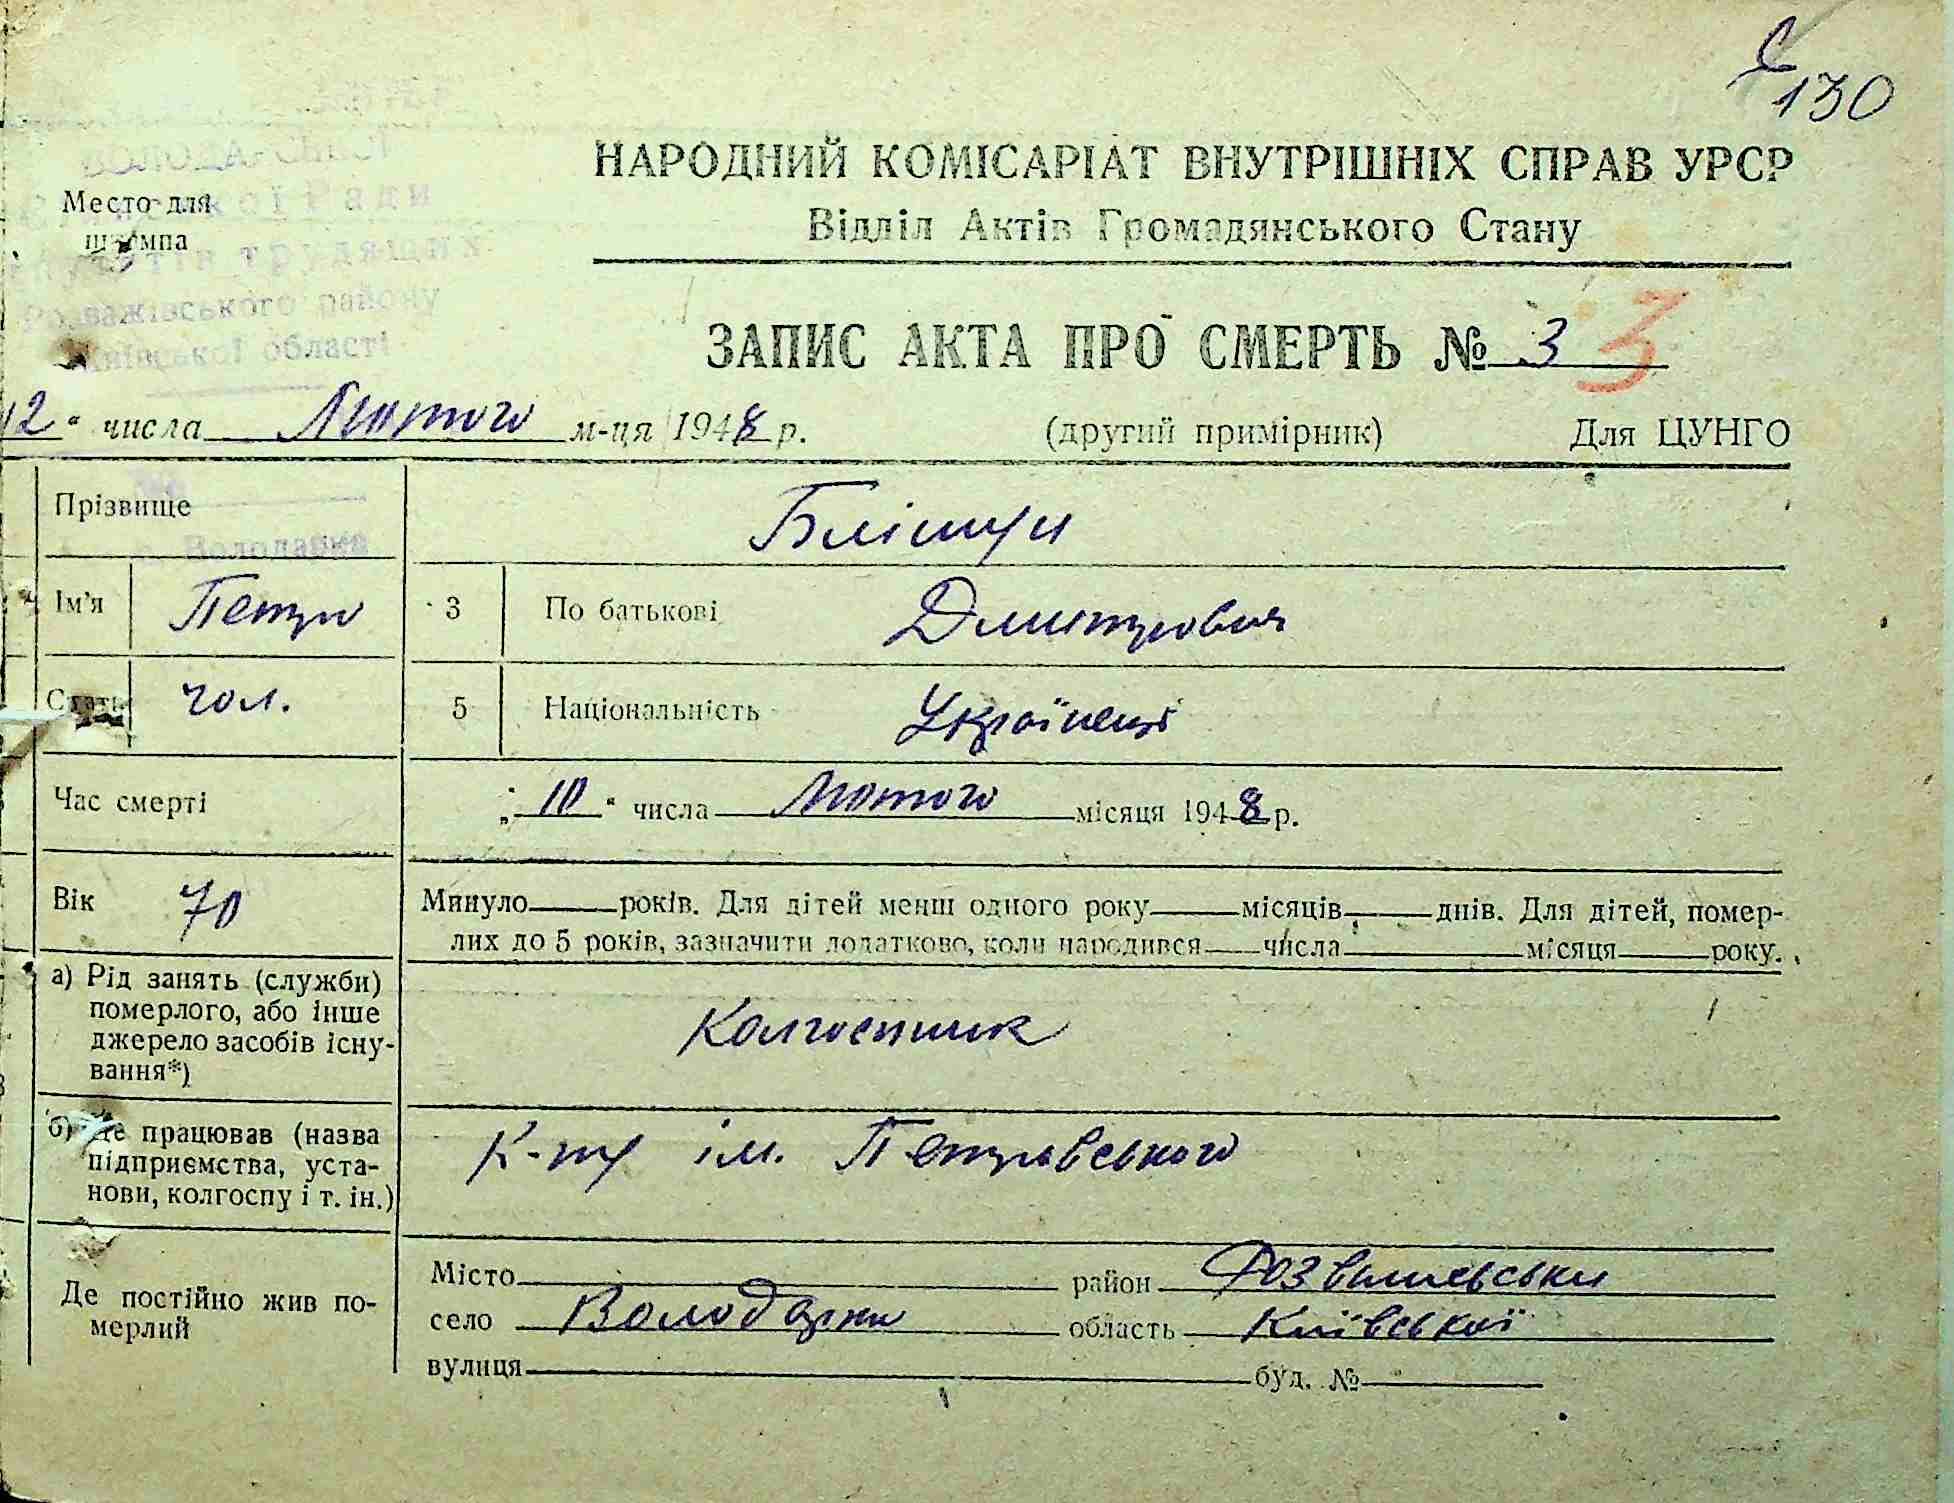 130
НАРОДНИЙ КОМІСАРІАТ ВНУТРІШНІХ СПРАВ УРСР
Место для
штампа
Ради
трудящих
Розважівського району
Київської області
Відділ Актів Громадянського Стану
ЗАПИС АКТА ПРО СМЕРТЬ № 3 3
12 " числа Лютого м-ця 1948 р. (другий примірник) Для ЦУНГО
Прізвище
Володарка
Ім'я Петро 3 По батькові Дмитрович
Стать чол. 5 Національність Українець
Час смерті „ 10 " числа Лютого місяця 1948 р.
Вік 70 Минуло років. Для дітей менш одного року місяців, днів. Для дітей, помер-
лих до 5 років, зазначити додатково, коли народився числа місяця року.
а) Рід занять (служби)
померлого, або інше
джерело засобів існу-
вання*)
Колгоспник
б) Де працював (назва
підприємства, уста-
нови, колгоспу і т. ін.)
К-пу ім. Петровського
Де постійно жив по-
мерлий
Місто район
село Володарка область Київської
вулиця буд. №